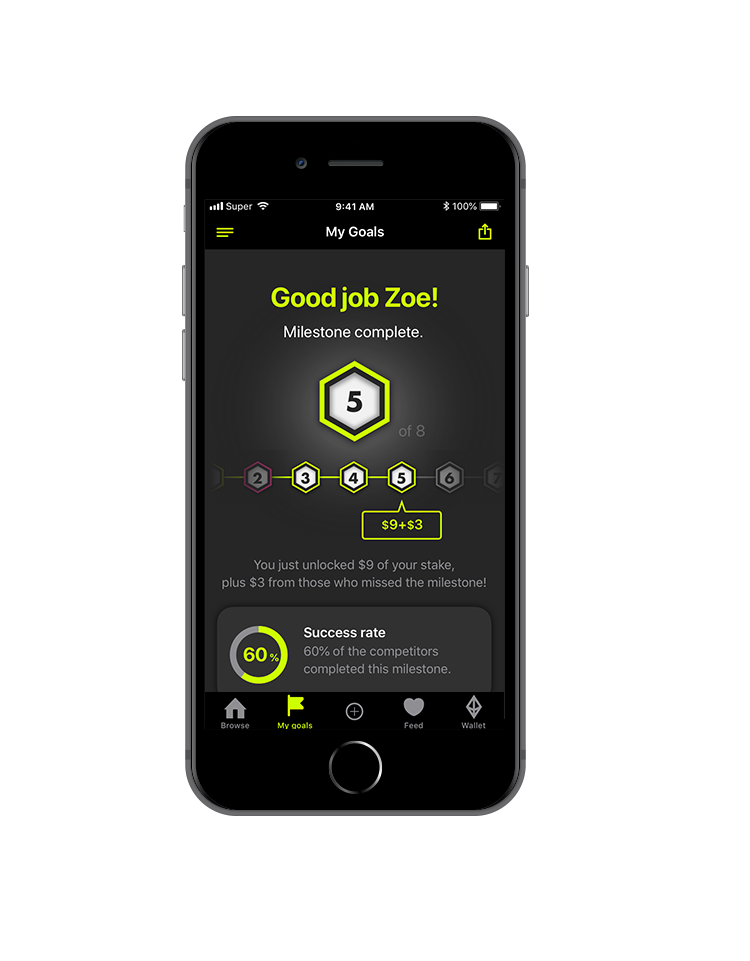 Super 9:41 AM 100%
My Goals
Good job Zoe!
Milestone complete.
5
of 8
2 3 4 5 6 7
$9+$3
You just unlocked $9 of your stake,
plus $3 from those who missed the milestone!
60%
Success rate
60% of the competitors
completed this milestone.
Browse My goals Feed Wallet